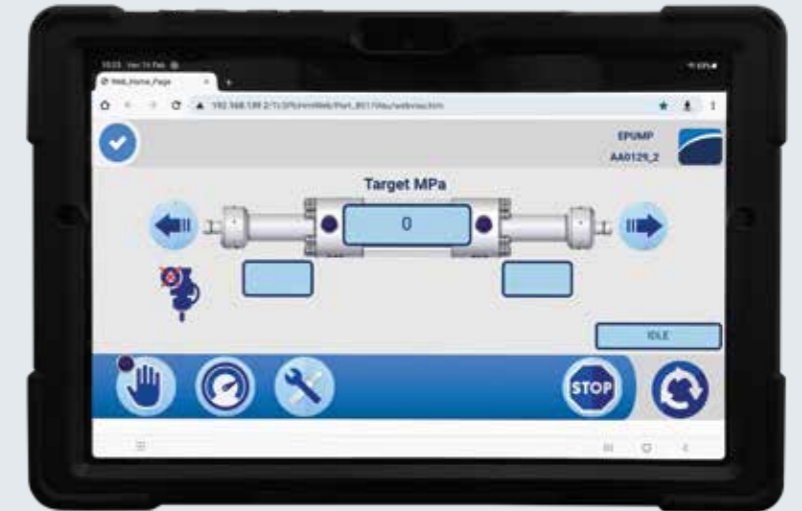 Web_Home_Page
EPUMP
AA0129_2
Target MPa
0
IDLE
STOP